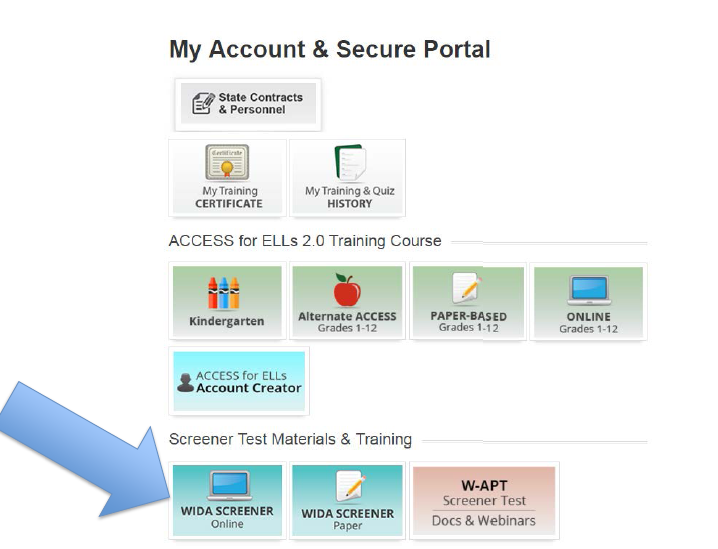 My Account & Secure Portal
State Contracts
& Personnel
Certificate
My Training
CERTIFICATE
My Training & Quiz
HISTORY
ACCESS for ELLs 2.0 Training Course
Kindergarten
Alternate ACCESS
Grades 1-12
PAPER-BASED
Grades 1-12
ONLINE
Grades 1-12
ACCESS for ELLs
Account Creator
Screener Test Materials & Training
WIDA SCREENER
Online
WIDA SCREENER
Paper
W-APT
Screener Test
Docs & Webinars